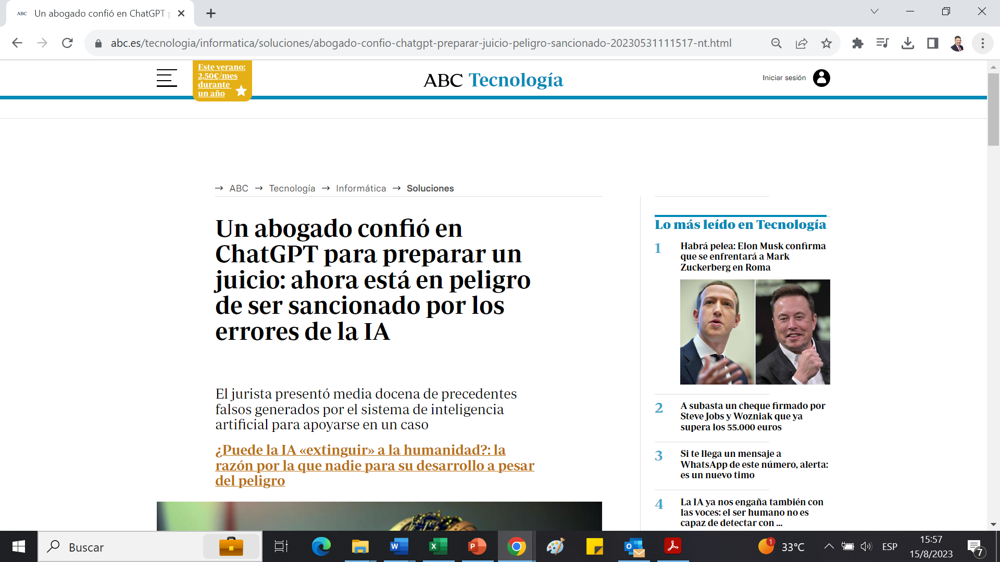 ABC Un abogado confió en ChatGPT p
abc.es/tecnologia/informatica/soluciones/abogado-confio-chatgpt-preparar-juicio-peligro-sancionado-20230531111517-nt.html
Este verano:
2,50€/mes
durante
un año
ABC Tecnología
Iniciar sesión
→ ABC → Tecnología → Informática → Soluciones
Un abogado confió en
ChatGPT para preparar un
juicio: ahora está en peligro
de ser sancionado por los
errores de la IA
El jurista presentó media docena de precedentes
falsos generados por el sistema de inteligencia
artificial para apoyarse en un caso
¿Puede la IA «extinguir» a la humanidad?: la
razón por la que nadie para su desarrollo a pesar
del peligro
Lo más leído en Tecnología
1
Habrá pelea: Elon Musk confirma
que se enfrentará a Mark
Zuckerberg en Roma
2
A subasta un cheque firmado por
Steve Jobs y Wozniak que ya
supera los 55.000 euros
3
Si te llega un mensaje a
WhatsApp de este número, alerta:
es un nuevo timo
4
La IA ya nos engaña también con
las voces: el ser humano no es
capaz de detectar con ...
Buscar
W
X
P
O
1
33°C
ESP
15:57
15/8/2023
7